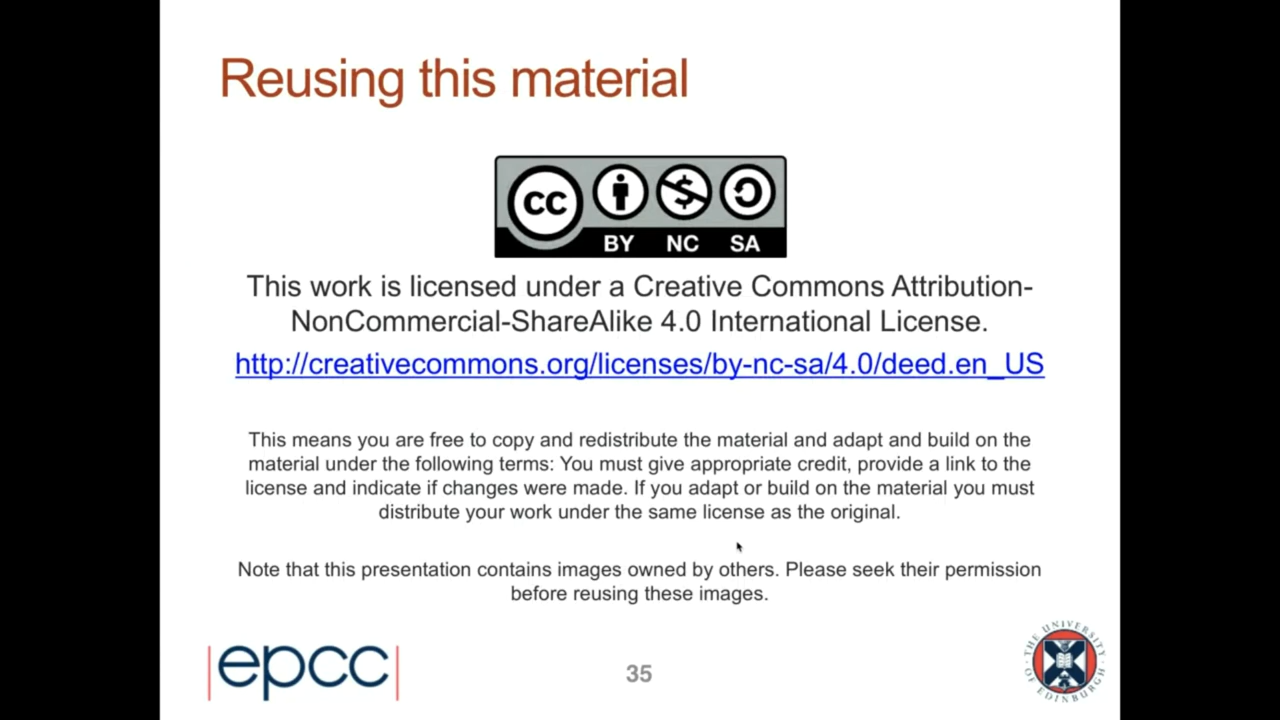 Reusing this material
CC
BY NC SA
This work is licensed under a Creative Commons Attribution-
NonCommercial-ShareAlike 4.0 International License.
http://creativecommons.org/licenses/by-nc-sa/4.0/deed.en_US
This means you are free to copy and redistribute the material and adapt and build on the
material under the following terms: You must give appropriate credit, provide a link to the
license and indicate if changes were made. If you adapt or build on the material you must
distribute your work under the same license as the original.
Note that this presentation contains images owned by others. Please seek their permission
before reusing these images.
epcc
35
THE UNIVERSITY OF EDINBURGH